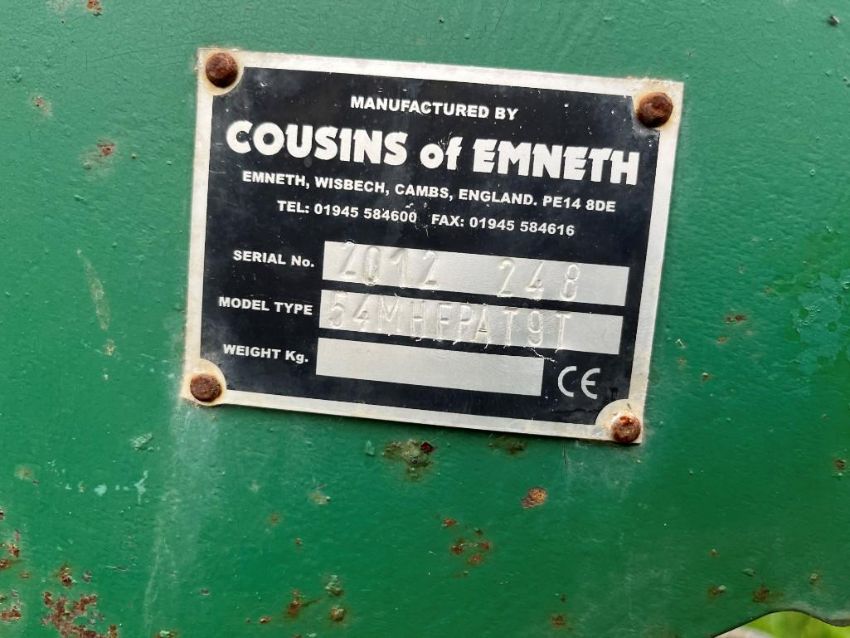 MANUFACTURED BY
COUSINS of EMNETH
EMNETH, WISBECH, CAMBS, ENGLAND. PE14 8DE
TEL: 01945 584600 FAX: 01945 584616
SERIAL No. 2012 248
MODEL TYPE 54MHFPAT9T
WEIGHT Kg.
CE